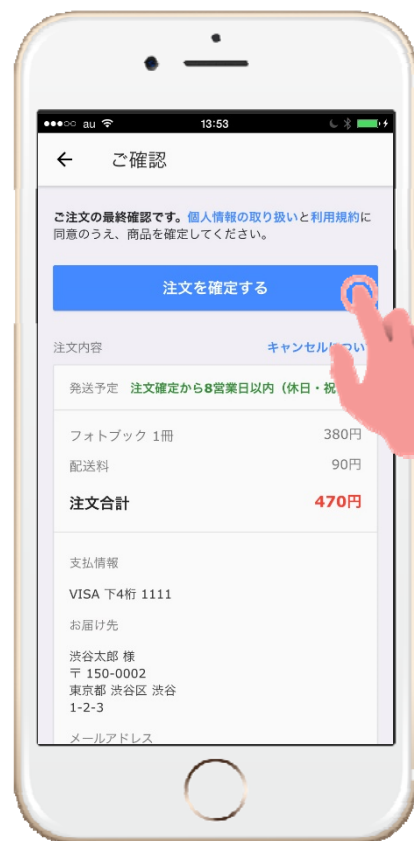 au 13:53
ご確認
ご注文の最終確認です。個人情報の取り扱いと利用規約に
同意のうえ、商品を確定してください。
注文を確定する
注文内容 キャンセルについ
発送予定 注文確定から8営業日以内（休日・祝
フォトブック 1冊 380円
配送料 90円
注文合計 470円
支払情報
VISA 下4桁 1111
お届け先
渋谷太郎 様
〒 150-0002
東京都 渋谷区 渋谷
1-2-3
メールアドレス